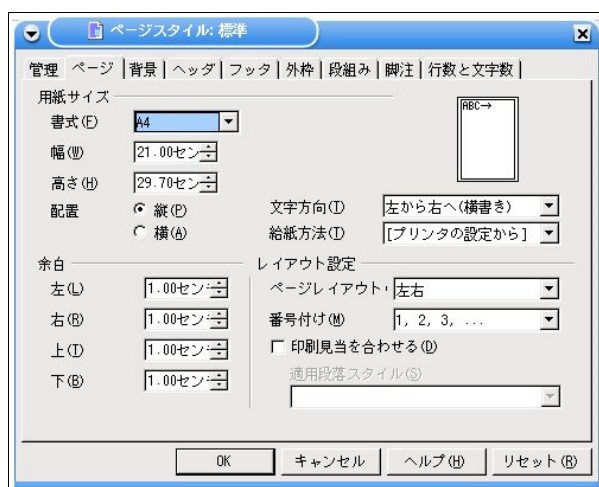 ページスタイル: 標準
管理 ページ 背景 ヘッダ フッタ 外枠 段組み 脚注 行数と文字数
用紙サイズ
ABC→
書式(F) A4
幅(W) 21.00セン
高さ(H) 29.70セン
配置 縦(P) 文字方向(T) 左から右へ(横書き)
横(A) 給紙方法(T) [プリンタの設定から]
余白 レイアウト設定
左(L) 1.00セン ページレイアウト 左右
右(R) 1.00セン 番号付け(M) 1, 2, 3, ...
上(T) 1.00セン 印刷見当を合わせる(D)
下(B) 1.00セン 適用段落スタイル(S)
OK キャンセル ヘルプ(H) リセット(R)